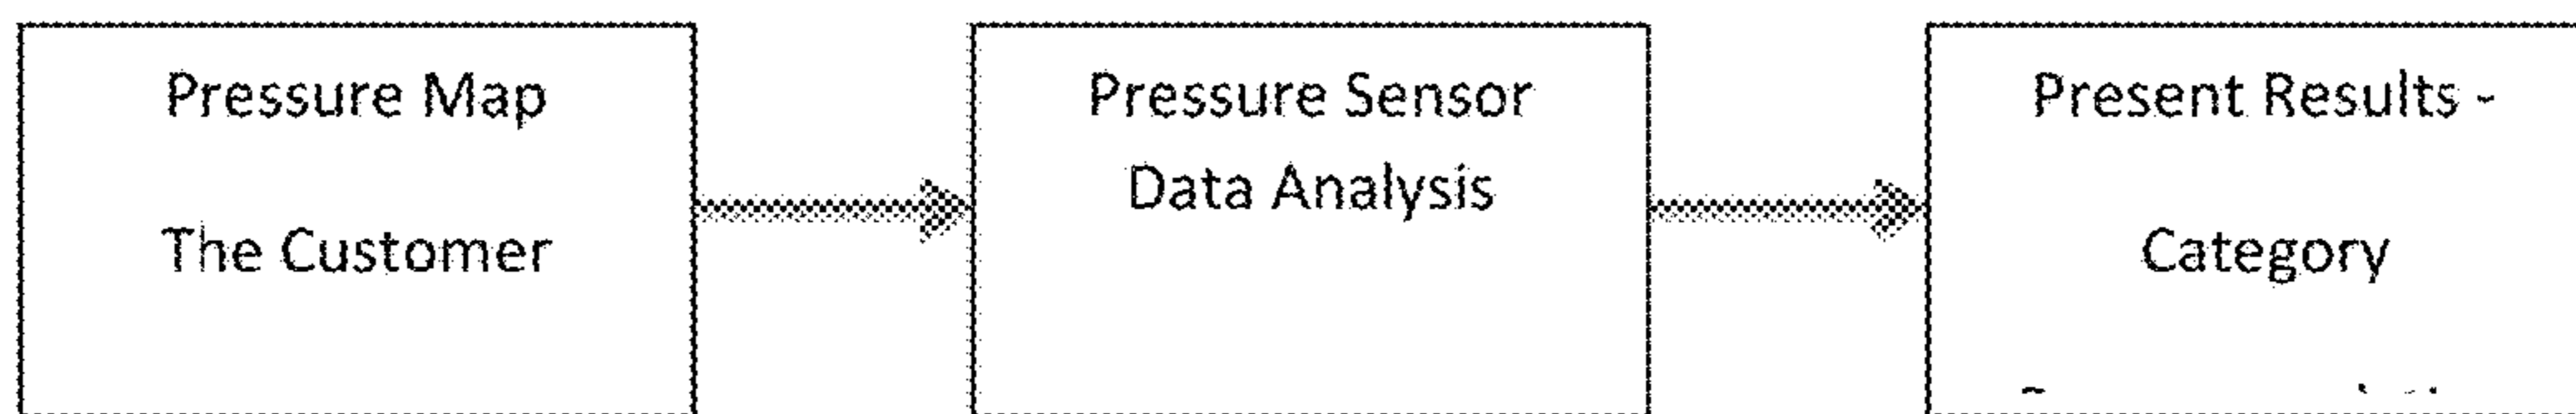 Pressure Map
The Customer
Pressure Sensor
Data Analysis
Present Results -
Category